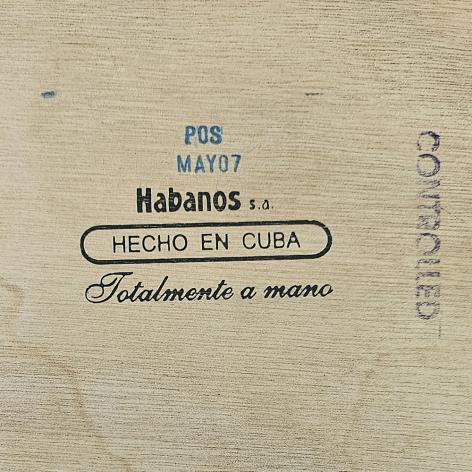 POS
MAY07
Habanos s.a.
HECHO EN CUBA
Totalmente a mano
CONTROLLED